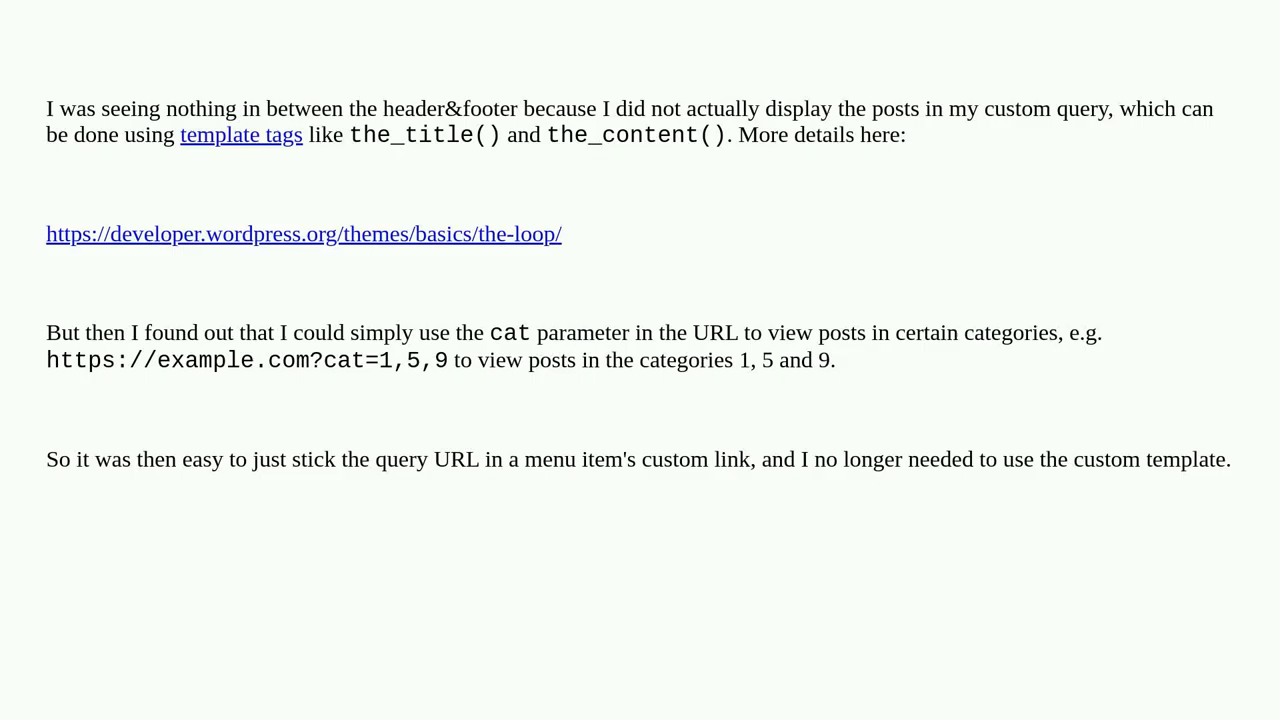 I was seeing nothing in between the header&footer because I did not actually display the posts in my custom query, which can
be done using template tags like the_title() and the_content(). More details here:
https://developer.wordpress.org/themes/basics/the-loop/
But then I found out that I could simply use the cat parameter in the URL to view posts in certain categories, e.g.
https://example.com?cat=1,5,9 to view posts in the categories 1, 5 and 9.
So it was then easy to just stick the query URL in a menu item's custom link, and I no longer needed to use the custom template.